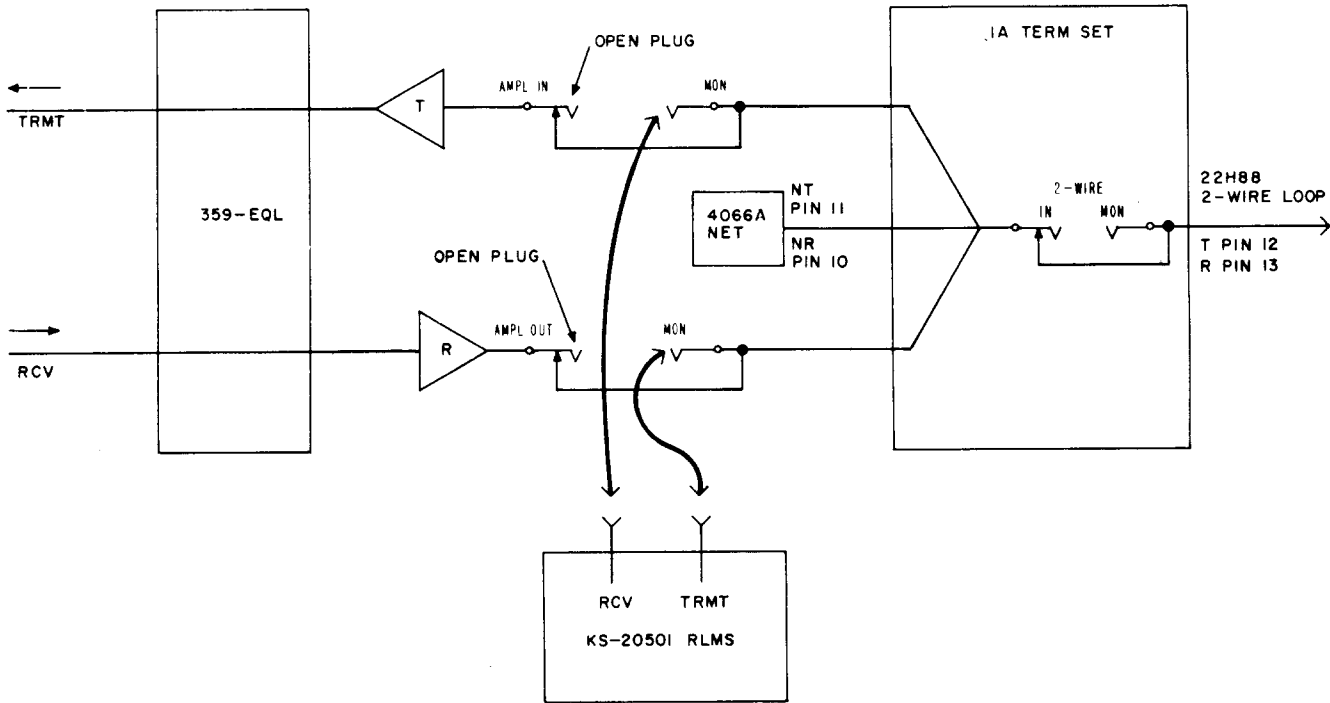 1A TERM SET
OPEN PLUG
AMPL IN
MON
T
TRMT
359-EQL
4066A
NET
NT
PIN 11
NR
PIN 10
2-WIRE
IN
MON
22H88
2-WIRE LOOP
T PIN 12
R PIN 13
OPEN PLUG
AMPL OUT
MON
R
RCV
RCV TRMT
KS-20501 RLMS